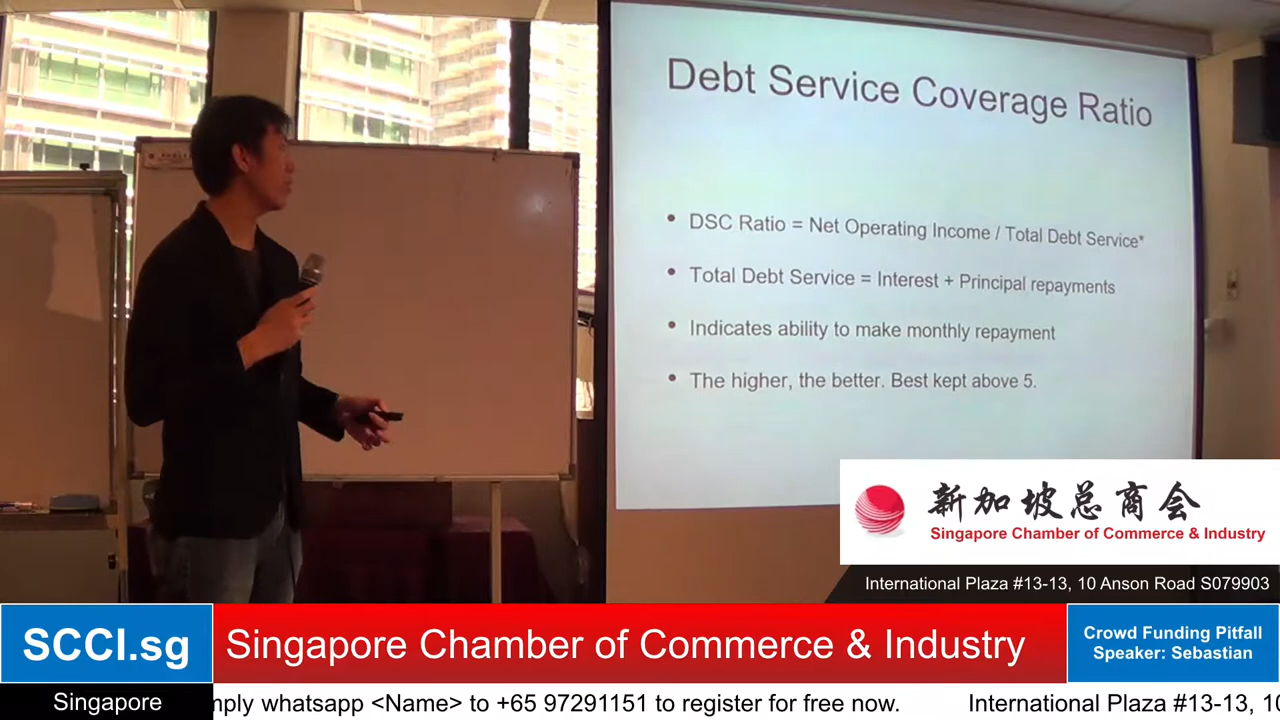 Debt Service Coverage Ratio
• DSC Ratio = Net Operating Income / Total Debt Service*
• Total Debt Service = Interest + Principal repayments
• Indicates ability to make monthly repayment
• The higher, the better. Best kept above 5.
新加坡总商会
Singapore Chamber of Commerce & Industry
International Plaza #13-13, 10 Anson Road S079903
SCCI.sg
Singapore Chamber of Commerce & Industry
Crowd Funding Pitfall
Speaker: Sebastian
Singapore
whatsapp <Name> to +65 97291151 to register for free now. International Plaza #13-13,